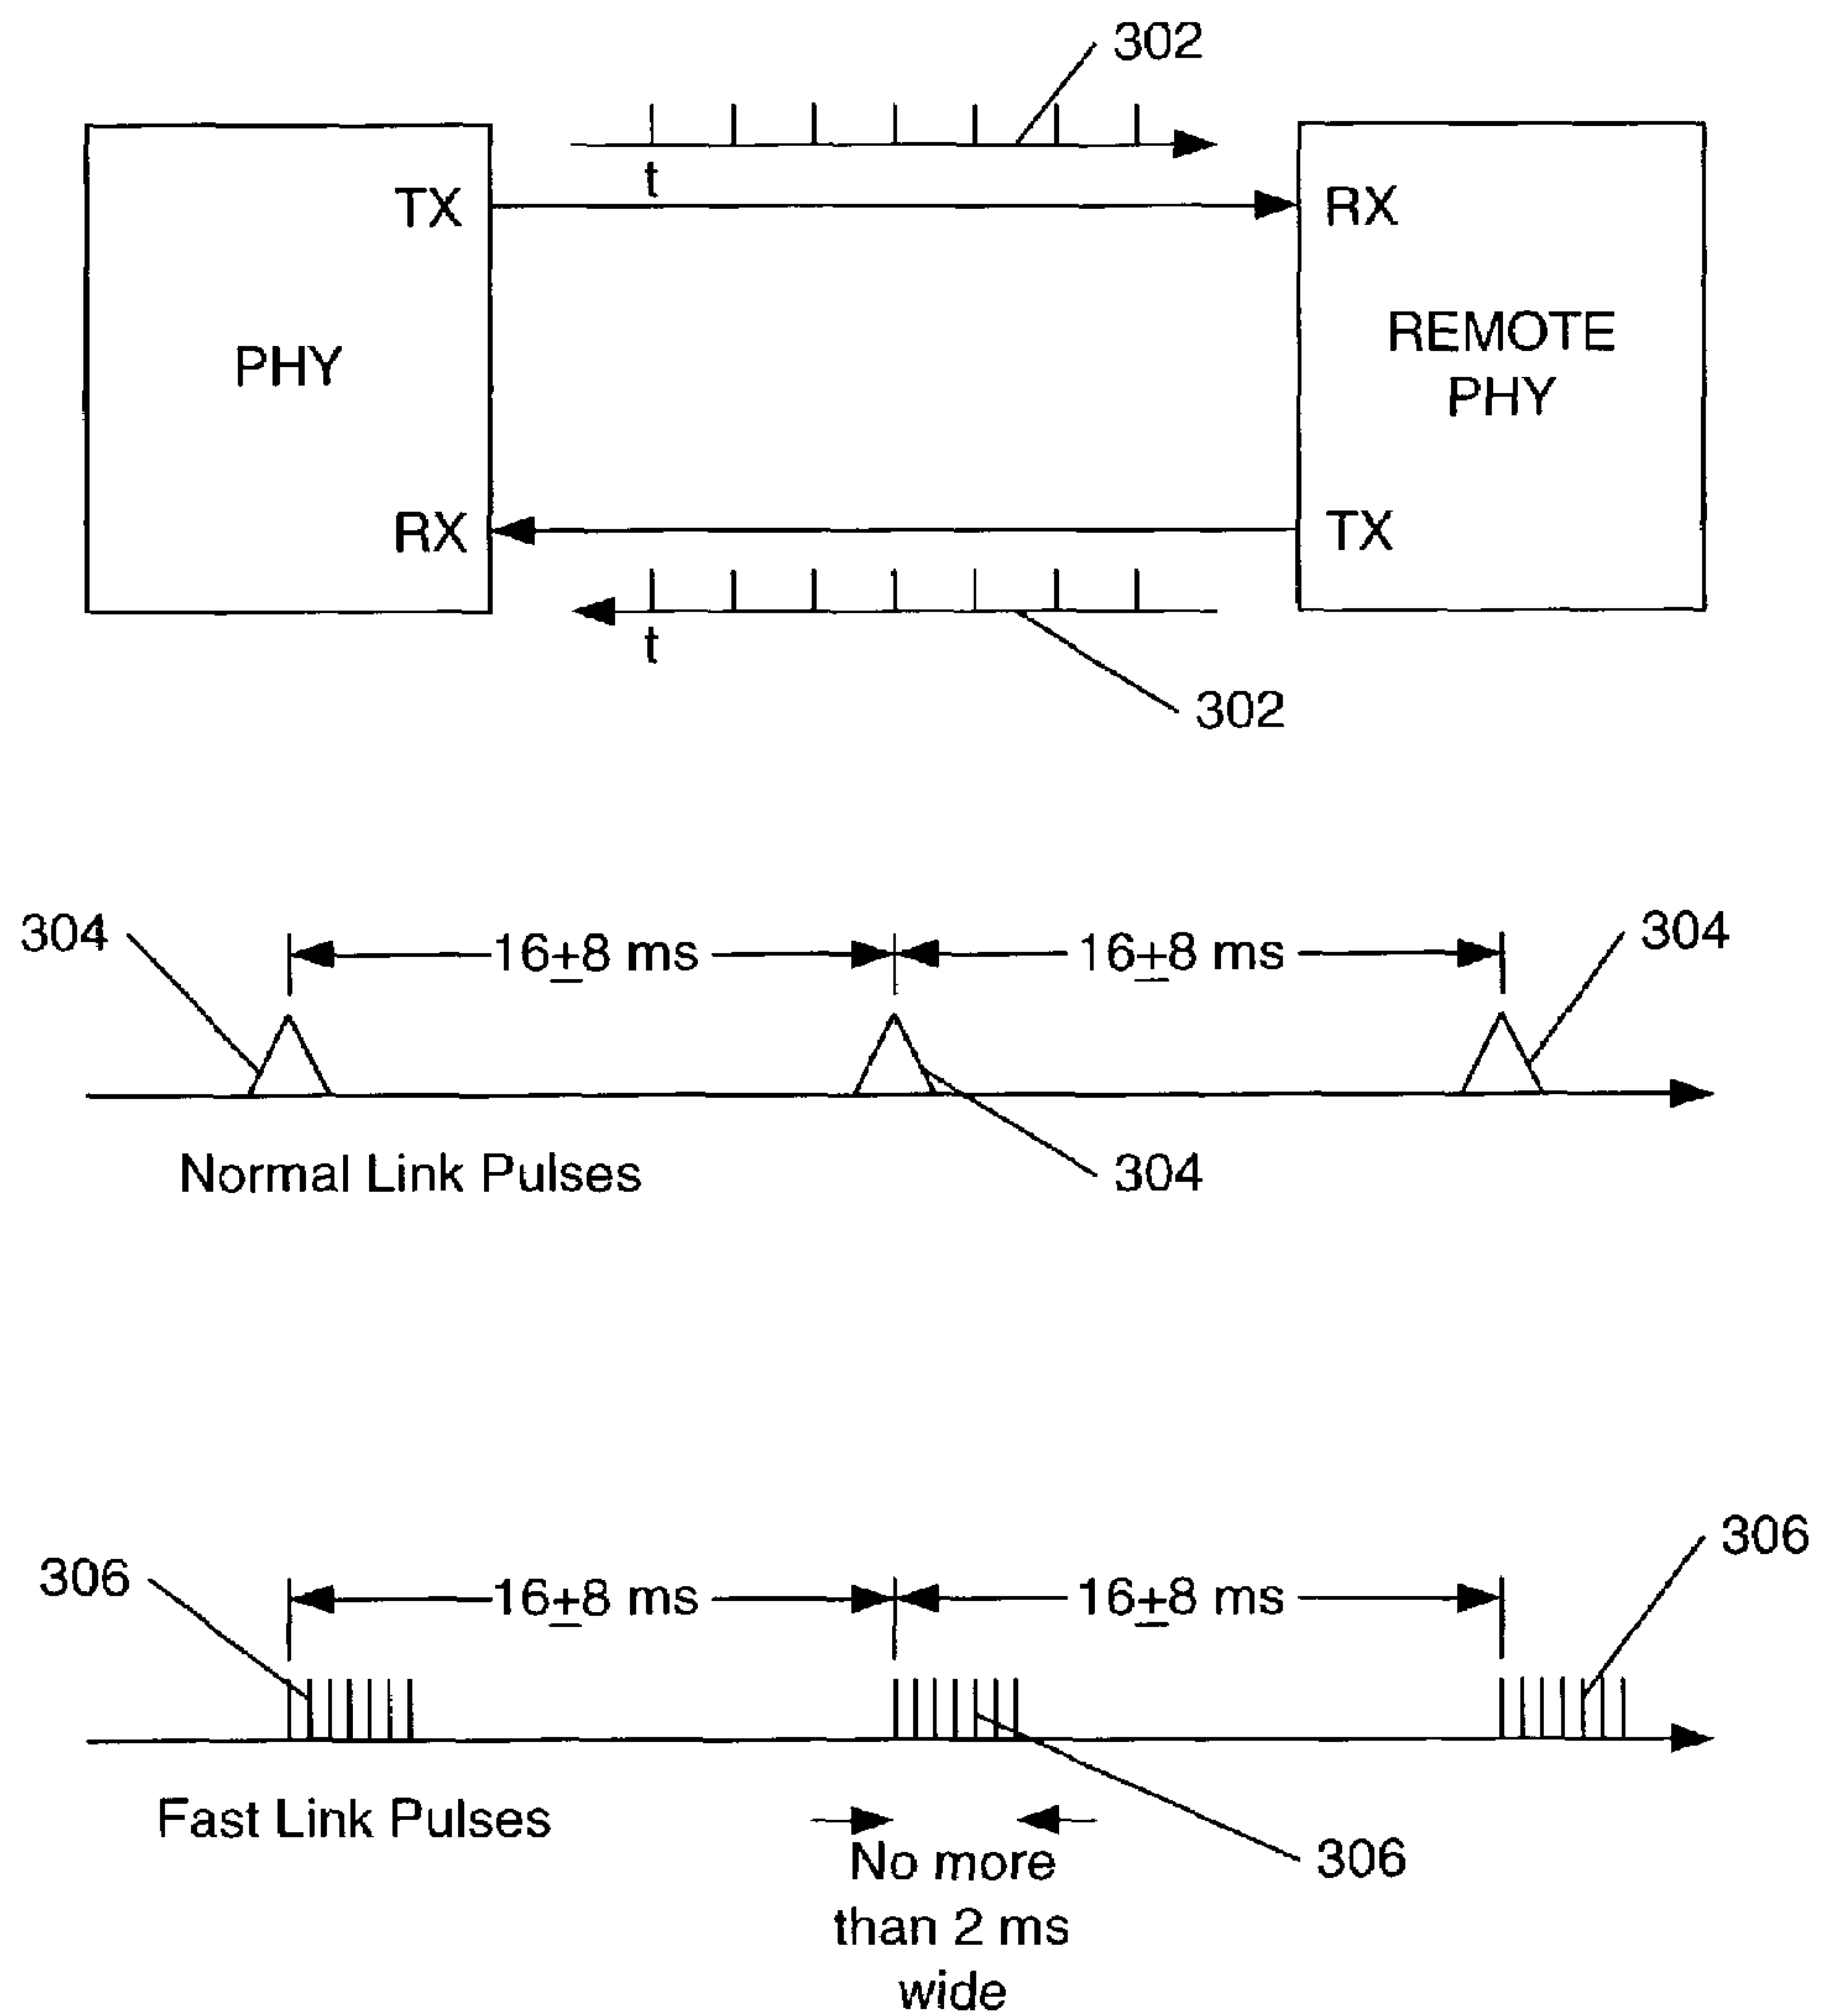 302
t
TX
RX
PHY
REMOTE
PHY
RX
TX
t
302
304
16±8 ms
16±8 ms
304
Normal Link Pulses
304
306
16±8 ms
16±8 ms
306
Fast Link Pulses
No more
than 2 ms
wide
306